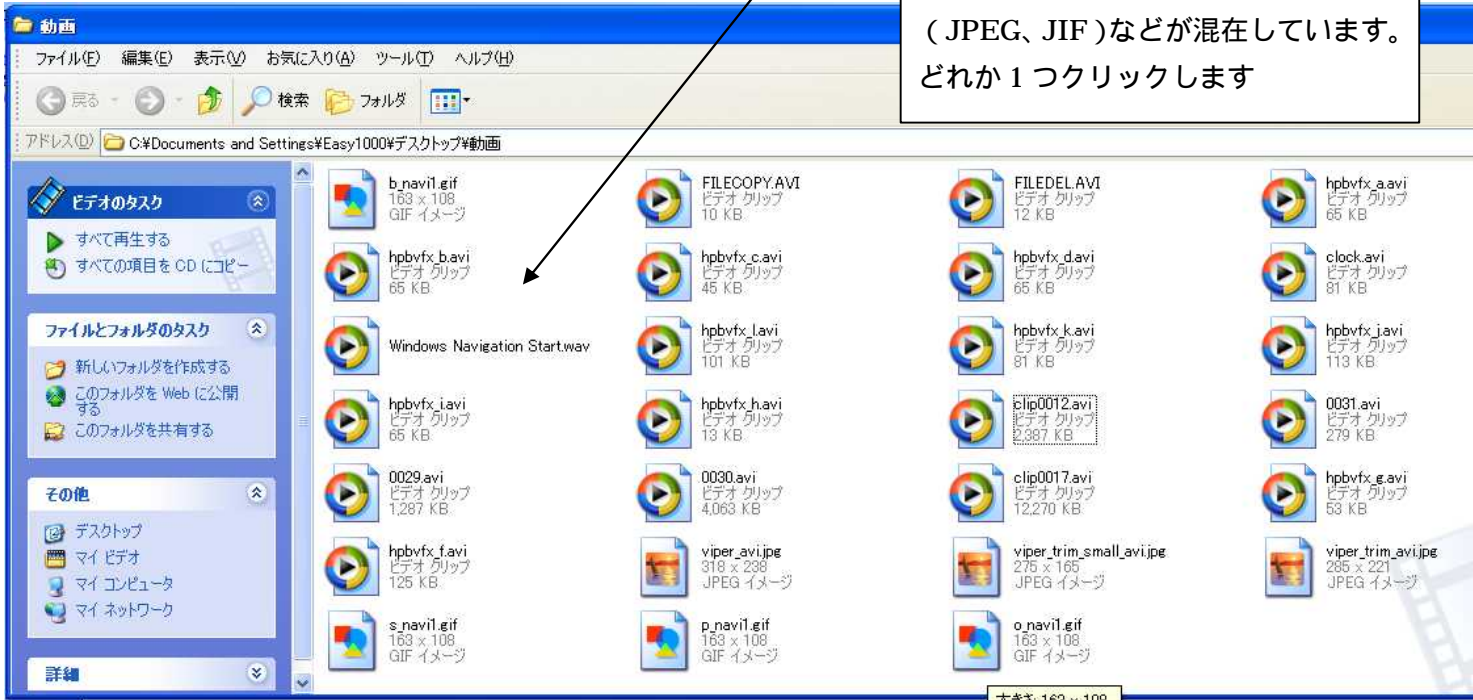 ( JPEG、JIF )などが混在しています。
どれか 1 つクリックします
動画
ファイル(F) 編集(E) 表示(V) お気に入り(A) ツール(T) ヘルプ(H)
戻る 検索 フォルダ
アドレス(D) C:¥Documents and Settings¥Easy1000¥デスクトップ¥動画
ビデオのタスク
すべて再生する
すべての項目を CD にコピー
ファイルとフォルダのタスク
新しいフォルダを作成する
このフォルダを Web に公開
する
このフォルダを共有する
その他
デスクトップ
マイ ビデオ
マイ コンピュータ
マイ ネットワーク
詳細
b_navi1.gif
163 x 108
GIF イメージ
FILECOPY.AVI
ビデオ クリップ
10 KB
FILEDEL.AVI
ビデオ クリップ
12 KB
hpbvfx_a.avi
ビデオ クリップ
65 KB
hpbvfx_b.avi
ビデオ クリップ
65 KB
hpbvfx_c.avi
ビデオ クリップ
45 KB
hpbvfx_d.avi
ビデオ クリップ
65 KB
clock.avi
ビデオ クリップ
81 KB
Windows Navigation Start.wav
hpbvfx_l.avi
ビデオ クリップ
101 KB
hpbvfx_k.avi
ビデオ クリップ
81 KB
hpbvfx_j.avi
ビデオ クリップ
113 KB
hpbvfx_i.avi
ビデオ クリップ
65 KB
hpbvfx_h.avi
ビデオ クリップ
13 KB
clip0012.avi
ビデオ クリップ
2,387 KB
0031.avi
ビデオ クリップ
279 KB
0029.avi
ビデオ クリップ
1,287 KB
0030.avi
ビデオ クリップ
4,063 KB
clip0017.avi
ビデオ クリップ
12,270 KB
hpbvfx_g.avi
ビデオ クリップ
53 KB
hpbvfx_f.avi
ビデオ クリップ
125 KB
viper_avi.jpg
318 x 238
JPEG イメージ
viper_trim_small_avi.jpg
275 x 165
JPEG イメージ
viper_trim_avi.jpg
285 x 221
JPEG イメージ
s_navi1.gif
163 x 108
GIF イメージ
p_navi1.gif
163 x 108
GIF イメージ
o_navi1.gif
163 x 108
GIF イメージ
大きさ: 163 x 108